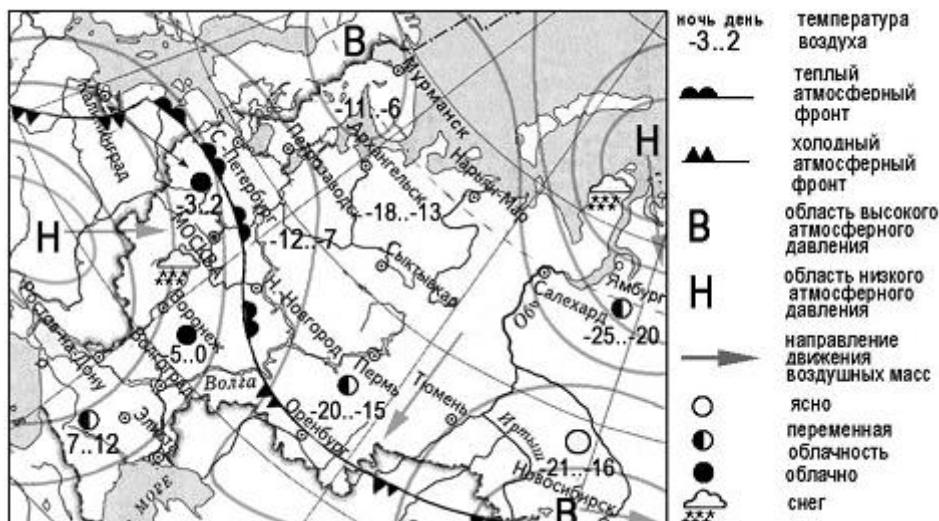 В
Мурманск
Калининград
-11..-6
Н
С. Петербург
Петрозаводск
Архангельск
Нарьян-Мар
-3..2
-18..-13
МОСКВА
-12..-7
Н
Сыктывкар
Ямбург
Салехард
Обь
Воронеж
Н. Новгород
-25..-20
Ростов-на-Дону
Волгоград
-5..0
Волга
Пермь
Тюмень
-20..-15
Оренбург
Иртыш
7..12
Элиста
-21..-16
Новосибирск
МОРЕ
В
ночь день
-3..2
температура
воздуха
теплый
атмосферный
фронт
холодный
атмосферный
фронт
В
область высокого
атмосферного
давления
Н
область низкого
атмосферного
давления
направление
движения
воздушных масс
ясно
переменная
облачность
облачно
снег